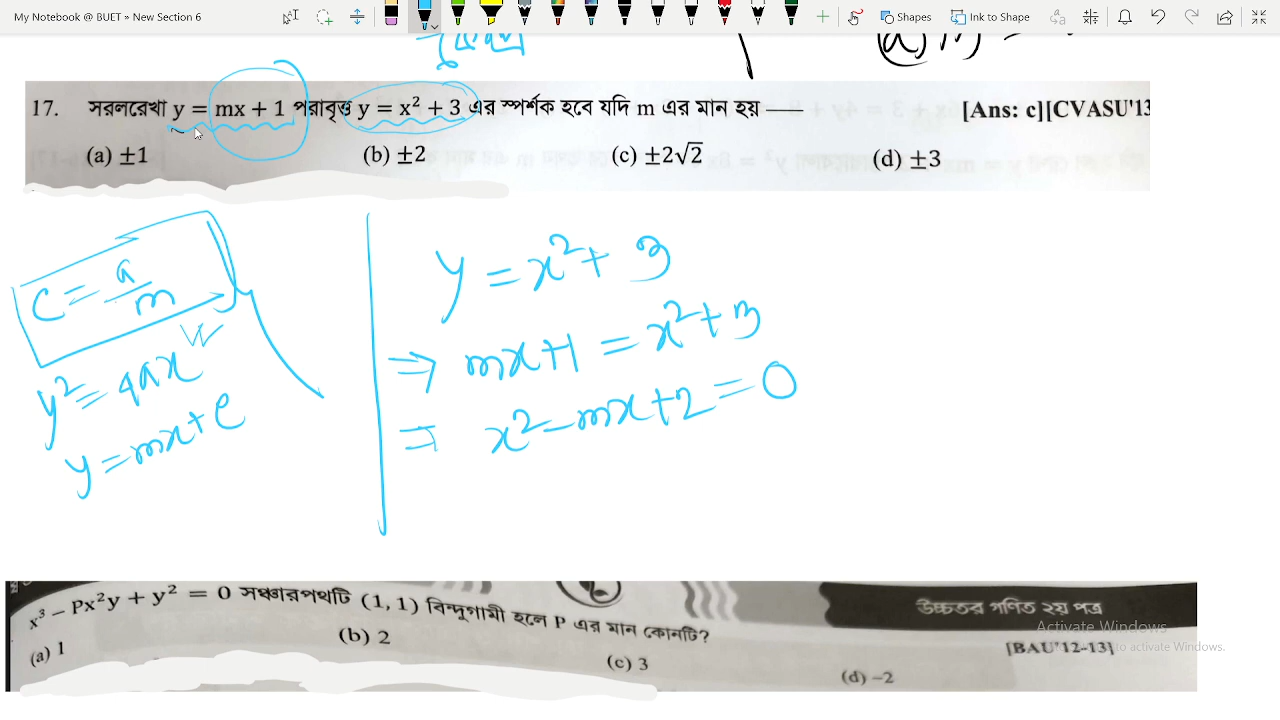 My Notebook @ BUET » New Section 6
Shapes
Ink to Shape
17. সরলরেখা y = mx + 1 পরাবৃত্ত y = x² + 3 এর স্পর্শক হবে যদি m এর মান হয় —— [Ans: c][CVASU'13
(a) ±1 (b) ±2 (c) ±2√2 (d) ±3
C = a/m
y² = 4ax
y = mx + c
y = x² + 3
⇒ mx+1 = x² + 3
⇒ x² – mx + 2 = 0
উচ্চতর গণিত ২য় পত্র
x³ – Px²y + y² = 0 সঞ্চারপথটি (1, 1) বিন্দুগামী হলে P এর মান কোনটি? [BAU'12-13]
(a) 1 (b) 2 (c) 3 (d) –2
Activate Windows
to activate Windows.